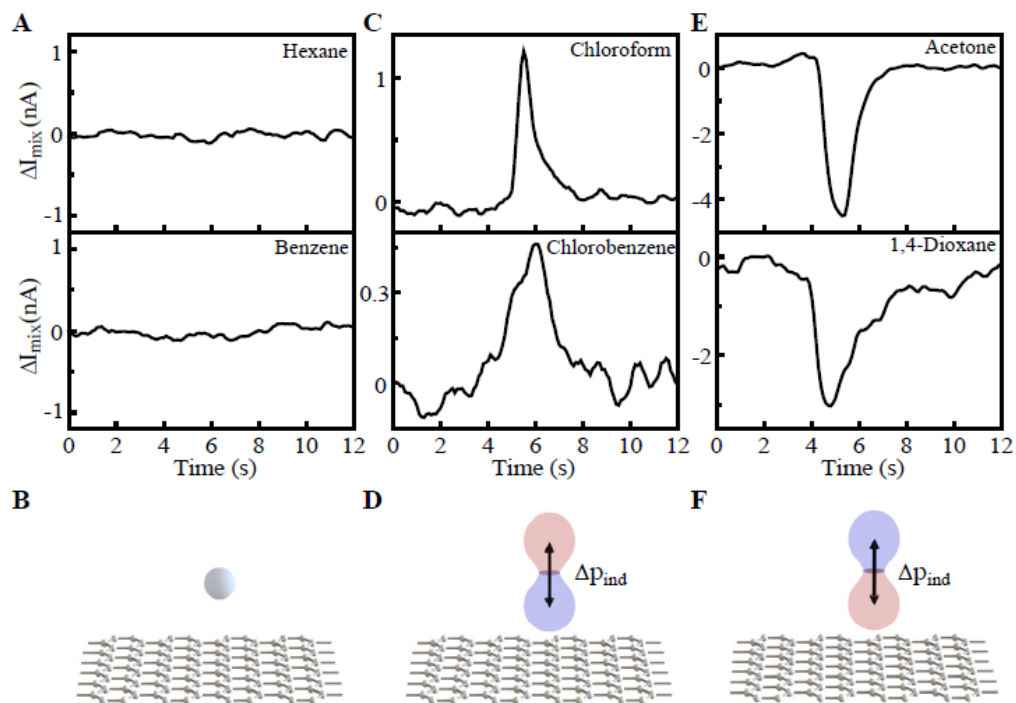 A
ΔI_mix (nA)
1
0
-1
Hexane
ΔI_mix (nA)
1
0
-1
Benzene
0 2 4 6 8 10 12
Time (s)
C
1
0
Chloroform
0.3
0
Chlorobenzene
0 2 4 6 8 10 12
Time (s)
E
0
-2
-4
Acetone
0
-2
1,4-Dioxane
0 2 4 6 8 10 12
Time (s)
B
D
Δp_ind
F
Δp_ind